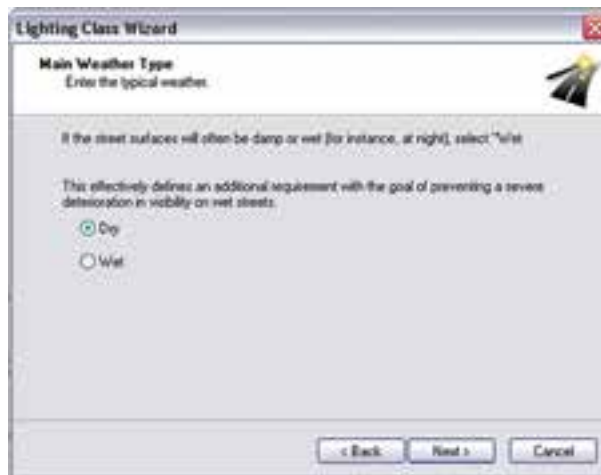 Lighting Class Wizard
Main Weather Type
Enter the typical weather.
If the street surfaces will often be damp or wet (for instance, at night), select "Wet
This effectively defines an additional requirement with the goal of preventing a severe
deterioration in visibility on wet streets.
Dry
Wet
< Back
Next >
Cancel